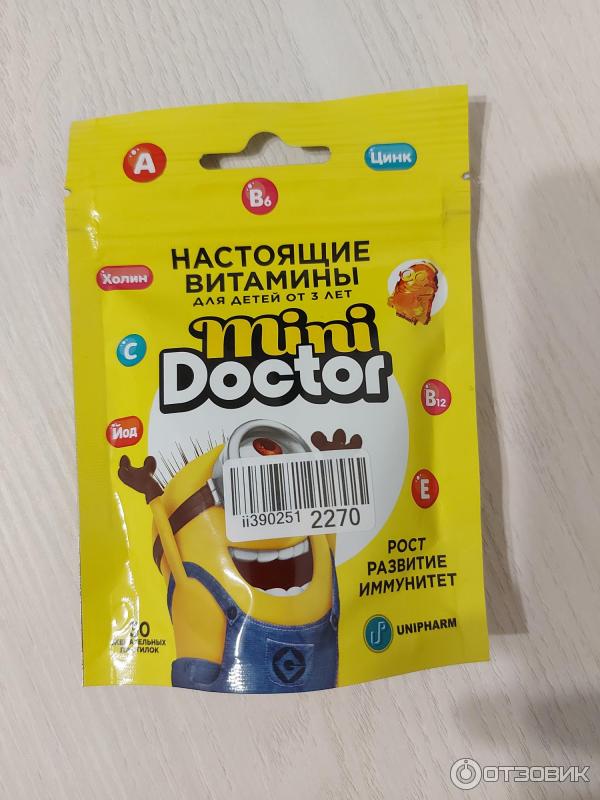 A
Цинк
B6
НАСТОЯЩИЕ
ВИТАМИНЫ
ДЛЯ ДЕТЕЙ ОТ 3 ЛЕТ
Холин
mini
Doctor
C
B12
Йод
E
ii390251 2270
РОСТ
РАЗВИТИЕ
ИММУНИТЕТ
UNIPHARM
G
ОТЗОВИК